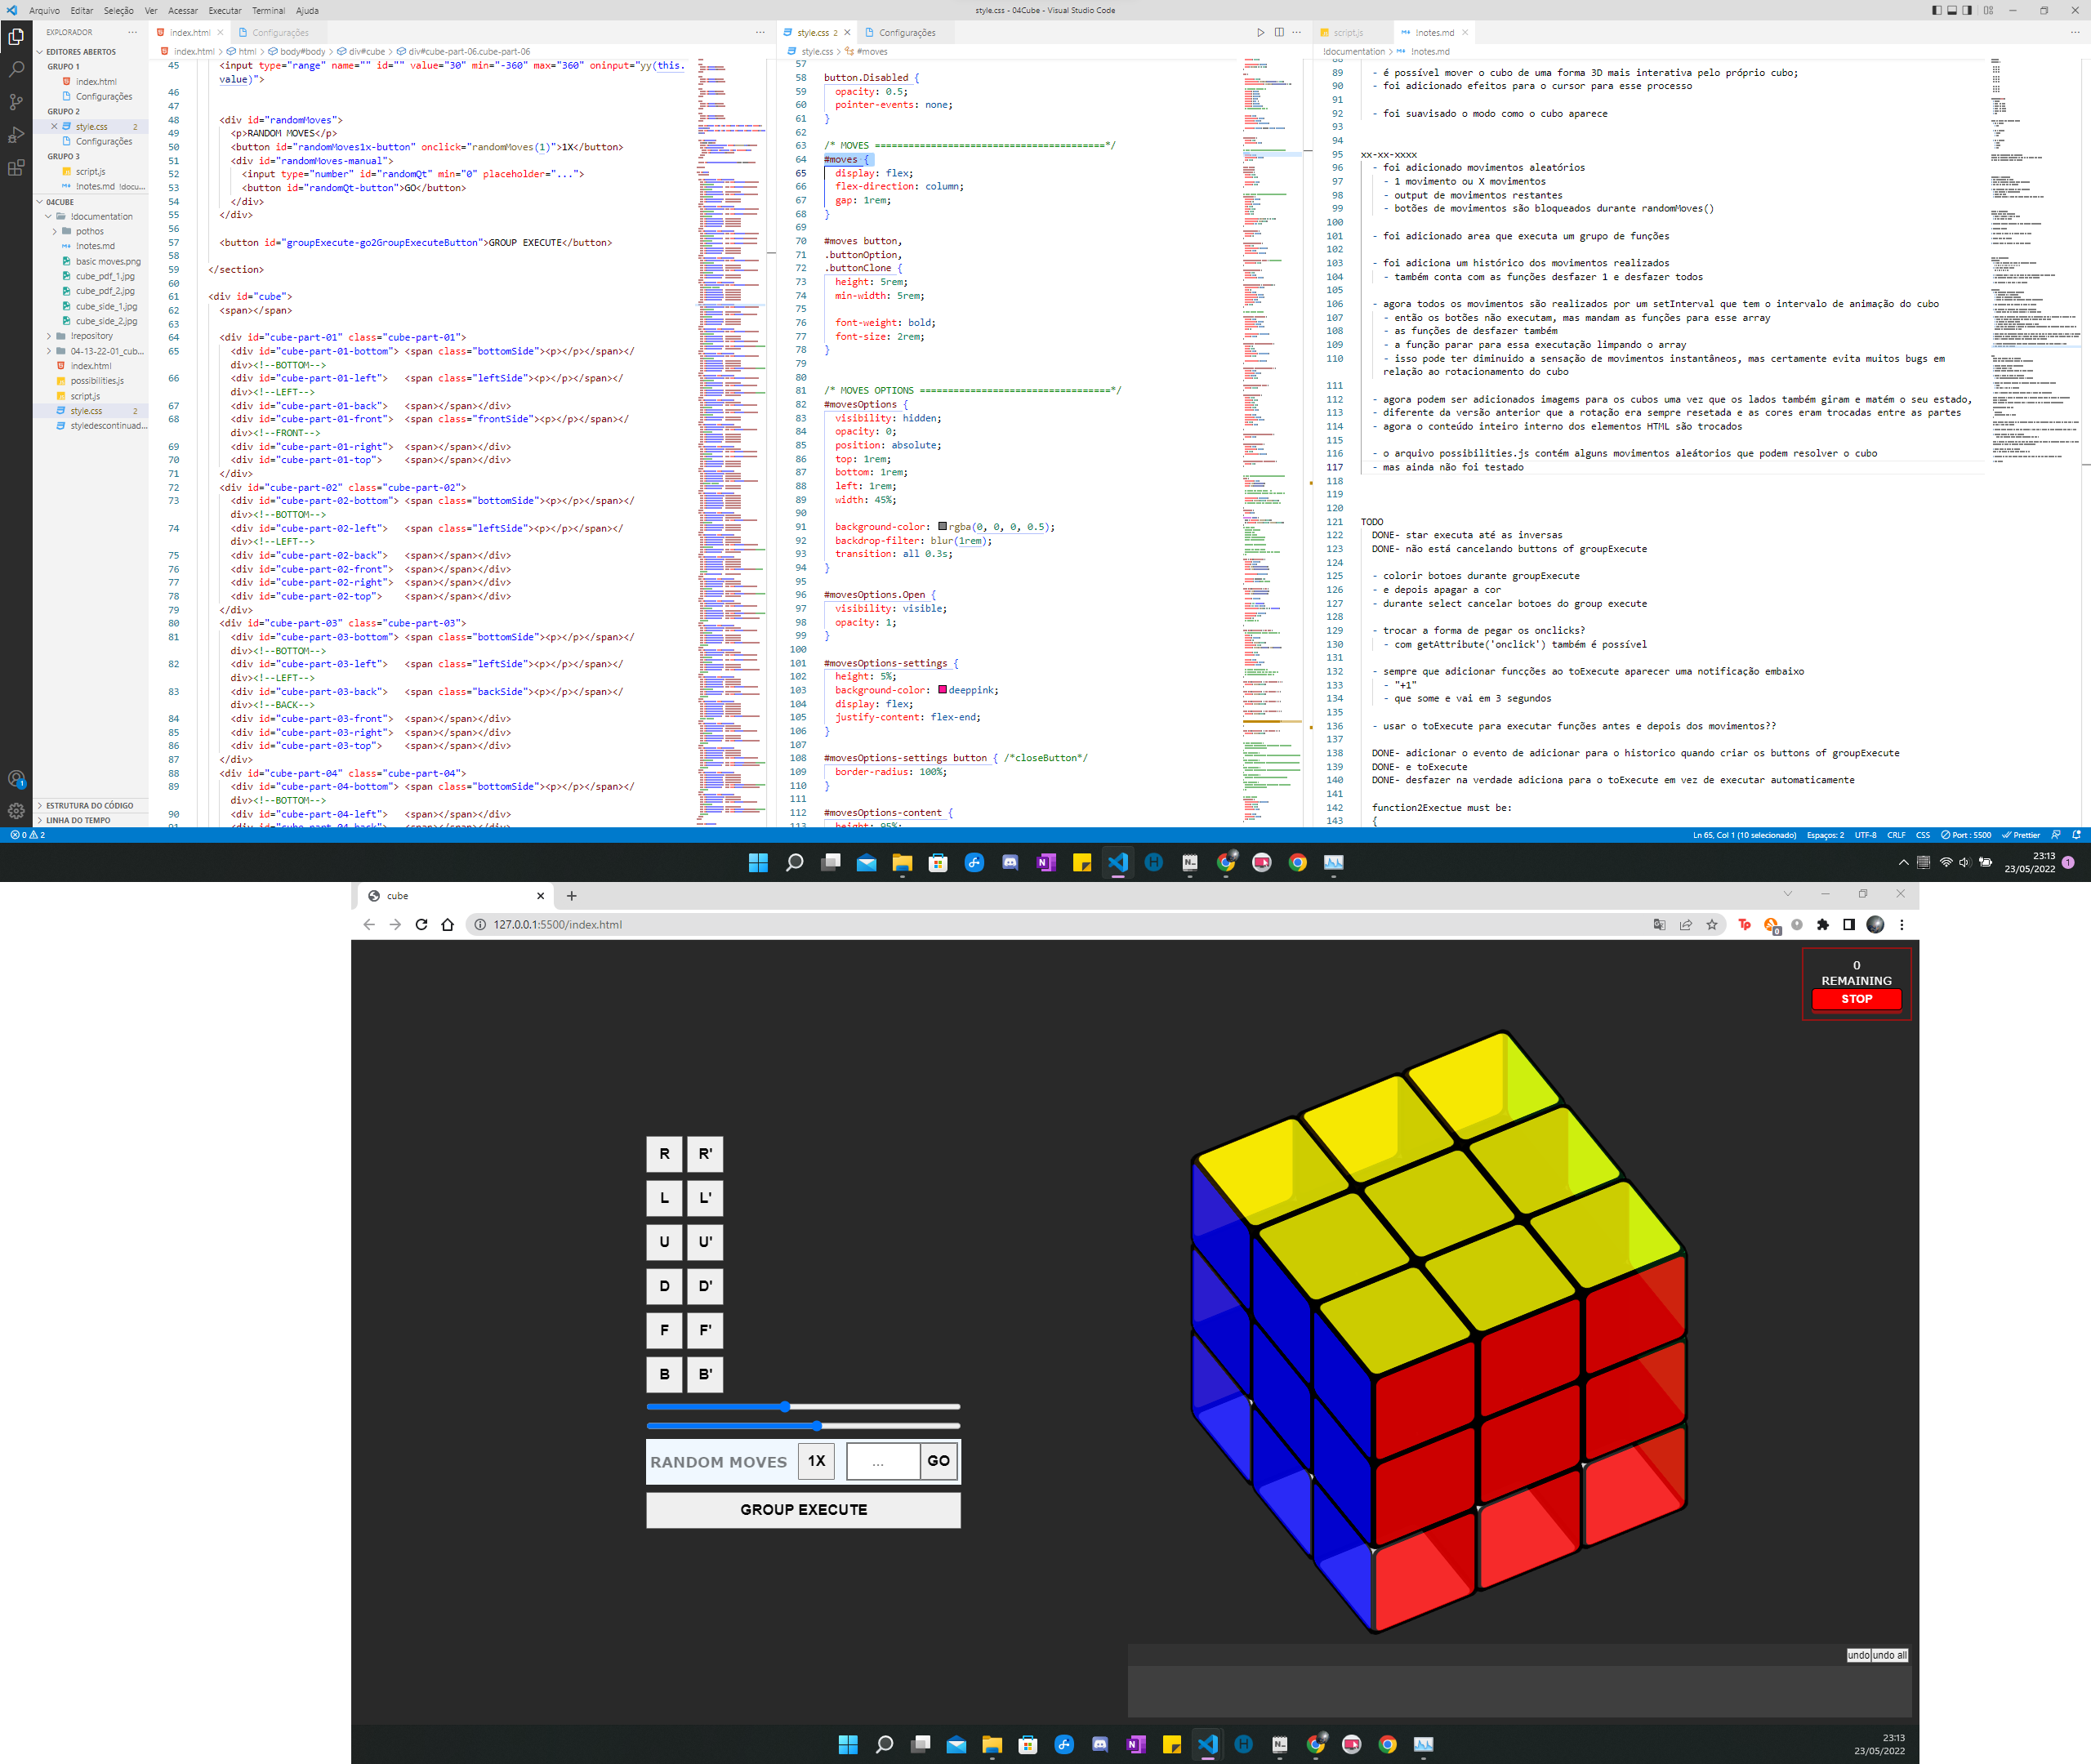 Arquivo Editar Seleção Ver Acessar Executar Terminal Ajuda
style.css - 04Cube - Visual Studio Code
EXPLORADOR ...
EDITORES ABERTOS
GRUPO 1
index.html
Configurações
GRUPO 2
style.css 2
Configurações
GRUPO 3
script.js
!notes.md !docu...
04CUBE
!documentation
pothos
!notes.md
basic moves.png
cube_pdf_1.jpg
cube_pdf_2.jpg
cube_side_1.jpg
cube_side_2.jpg
!repository
04-13-22-01_cub...
index.html
possibilities.js
script.js
style.css 2
styledescontinuad...
ESTRUTURA DO CÓDIGO
LINHA DO TEMPO
index.html Configurações
index.html > html > body#body > div#cube > div#cube-part-06.cube-part-06
45 <input type="range" name="" id="" value="30" min="-360" max="360" oninput="yy(this.
value)">
46
47
48 <div id="randomMoves">
49 <p>RANDOM MOVES</p>
50 <button id="randomMoves1x-button" onclick="randomMoves(1)">1X</button>
51 <div id="randomMoves-manual">
52 <input type="number" id="randomQt" min="0" placeholder="...">
53 <button id="randomQt-button">GO</button>
54 </div>
55 </div>
56
57 <button id="groupExecute-go2GroupExecuteButton">GROUP EXECUTE</button>
58
59 </section>
60
61 <div id="cube">
62 <span></span>
63
64 <div id="cube-part-01" class="cube-part-01">
65 <div id="cube-part-01-bottom"> <span class="bottomSide"><p></p></span></
div><!--BOTTOM-->
66 <div id="cube-part-01-left"> <span class="leftSide"><p></p></span></
div><!--LEFT-->
67 <div id="cube-part-01-back"> <span></span></div>
68 <div id="cube-part-01-front"> <span class="frontSide"><p></p></span></
div><!--FRONT-->
69 <div id="cube-part-01-right"> <span></span></div>
70 <div id="cube-part-01-top"> <span></span></div>
71 </div>
72 <div id="cube-part-02" class="cube-part-02">
73 <div id="cube-part-02-bottom"> <span class="bottomSide"><p></p></span></
div><!--BOTTOM-->
74 <div id="cube-part-02-left"> <span class="leftSide"><p></p></span></
div><!--LEFT-->
75 <div id="cube-part-02-back"> <span></span></div>
76 <div id="cube-part-02-front"> <span></span></div>
77 <div id="cube-part-02-right"> <span></span></div>
78 <div id="cube-part-02-top"> <span></span></div>
79 </div>
80 <div id="cube-part-03" class="cube-part-03">
81 <div id="cube-part-03-bottom"> <span class="bottomSide"><p></p></span></
div><!--BOTTOM-->
82 <div id="cube-part-03-left"> <span class="leftSide"><p></p></span></
div><!--LEFT-->
83 <div id="cube-part-03-back"> <span class="backSide"><p></p></span></
div><!--BACK-->
84 <div id="cube-part-03-front"> <span></span></div>
85 <div id="cube-part-03-right"> <span></span></div>
86 <div id="cube-part-03-top"> <span></span></div>
87 </div>
88 <div id="cube-part-04" class="cube-part-04">
89 <div id="cube-part-04-bottom"> <span class="bottomSide"><p></p></span></
div><!--BOTTOM-->
90 <div id="cube-part-04-left"> <span></span></div>
91 <div id="cube-part-04-back"> <span></span></div>
style.css 2 Configurações
style.css > #moves
57
58 button.Disabled {
59 opacity: 0.5;
60 pointer-events: none;
61 }
62
63 /* MOVES ========================================*/
64 #moves {
65 display: flex;
66 flex-direction: column;
67 gap: 1rem;
68 }
69
70 #moves button,
71 .buttonOption,
72 .buttonClone {
73 height: 5rem;
74 min-width: 5rem;
75
76 font-weight: bold;
77 font-size: 2rem;
78 }
79
80
81 /* MOVES OPTIONS ==================================*/
82 #movesOptions {
83 visibility: hidden;
84 opacity: 0;
85 position: absolute;
86 top: 1rem;
87 bottom: 1rem;
88 left: 1rem;
89 width: 45%;
90
91 background-color: rgba(0, 0, 0, 0.5);
92 backdrop-filter: blur(1rem);
93 transition: all 0.3s;
94 }
95
96 #movesOptions.Open {
97 visibility: visible;
98 opacity: 1;
99 }
100
101 #movesOptions-settings {
102 height: 5%;
103 background-color: deeppink;
104 display: flex;
105 justify-content: flex-end;
106 }
107
108 #movesOptions-settings button { /*closeButton*/
109 border-radius: 100%;
110 }
111
112 #movesOptions-content {
113 height: 95%;
script.js !notes.md
!documentation > !notes.md
88
89 - é possível mover o cubo de uma forma 3D mais interativa pelo próprio cubo;
90 - foi adicionado efeitos para o cursor para esse processo
91
92 - foi suavisado o modo como o cubo aparece
93
94
95 xx-xx-xxxx
96 - foi adicionado movimentos aleatórios
97 - 1 movimento ou X movimentos
98 - output de movimentos restantes
99 - botões de movimentos são bloqueados durante randomMoves()
100
101 - foi adicionado area que executa um grupo de funções
102
103 - foi adiciona um histórico dos movimentos realizados
104 - também conta com as funções desfazer 1 e desfazer todos
105
106 - agora todos os movimentos são realizados por um setInterval que tem o intervalo de animação do cubo
107 - então os botões não executam, mas mandam as funções para esse array
108 - as funções de desfazer também
109 - a função parar para essa executação limpando o array
110 - isso pode ter diminuido a sensação de movimentos instantâneos, mas certamente evita muitos bugs em
relação ao rotacionamento do cubo
111
112 - agora podem ser adicionados imagems para os cubos uma vez que os lados também giram e matém o seu estado,
113 - diferente da versão anterior que a rotação era sempre resetada e as cores eram trocadas entre as partes
114 - agora o conteúdo inteiro interno dos elementos HTML são trocados
115
116 - o arquivo possibilities.js contém alguns movimentos aleátorios que podem resolver o cubo
117 - mas ainda não foi testado
118
119
120
121 TODO
122 DONE- star executa até as inversas
123 DONE- não está cancelando buttons of groupExecute
124
125 - colorir botoes durante groupExecute
126 - e depois apagar a cor
127 - durante select cancelar botoes do group execute
128
129 - trocar a forma de pegar os onclicks?
130 - com getAttribute('onclick') também é possível
131
132 - sempre que adicionar funcções ao toExecute aparecer uma notificação embaixo
133 - "+1"
134 - que some e vai em 3 segundos
135
136 - usar o toExecute para executar funções antes e depois dos movimentos??
137
138 DONE- adicionar o evento de adicionar para o historico quando criar os buttons of groupExecute
139 DONE- e toExecute
140 DONE- desfazer na verdade adiciona para o toExecute em vez de executar automaticamente
141
142 function2Exectue must be:
143 {
0 2
Ln 65, Col 1 (10 selecionado) Espaços: 2 UTF-8 CRLF CSS Port : 5500 Prettier
23:13
23/05/2022 1
cube
127.0.0.1:5500/index.html
0
REMAINING
STOP
R R'
L L'
U U'
D D'
F F'
B B'
RANDOM MOVES 1X ... GO
GROUP EXECUTE
undo undo all
23:13
23/05/2022